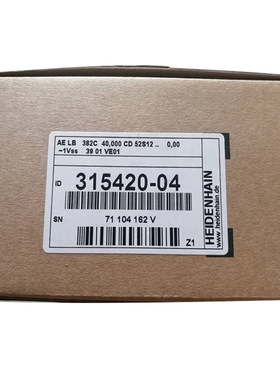 AE LB 382C 40,000 CD 52S12 .. 0,00
~1Vss 39 01 VE01
ID 315420-04
SN 71 104 162 V
Z1
HEIDENHAIN
www.heidenhain.de